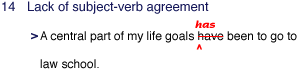 14 Lack of subject-verb agreement
has
>A central part of my life goals have been to go to
^
law school.